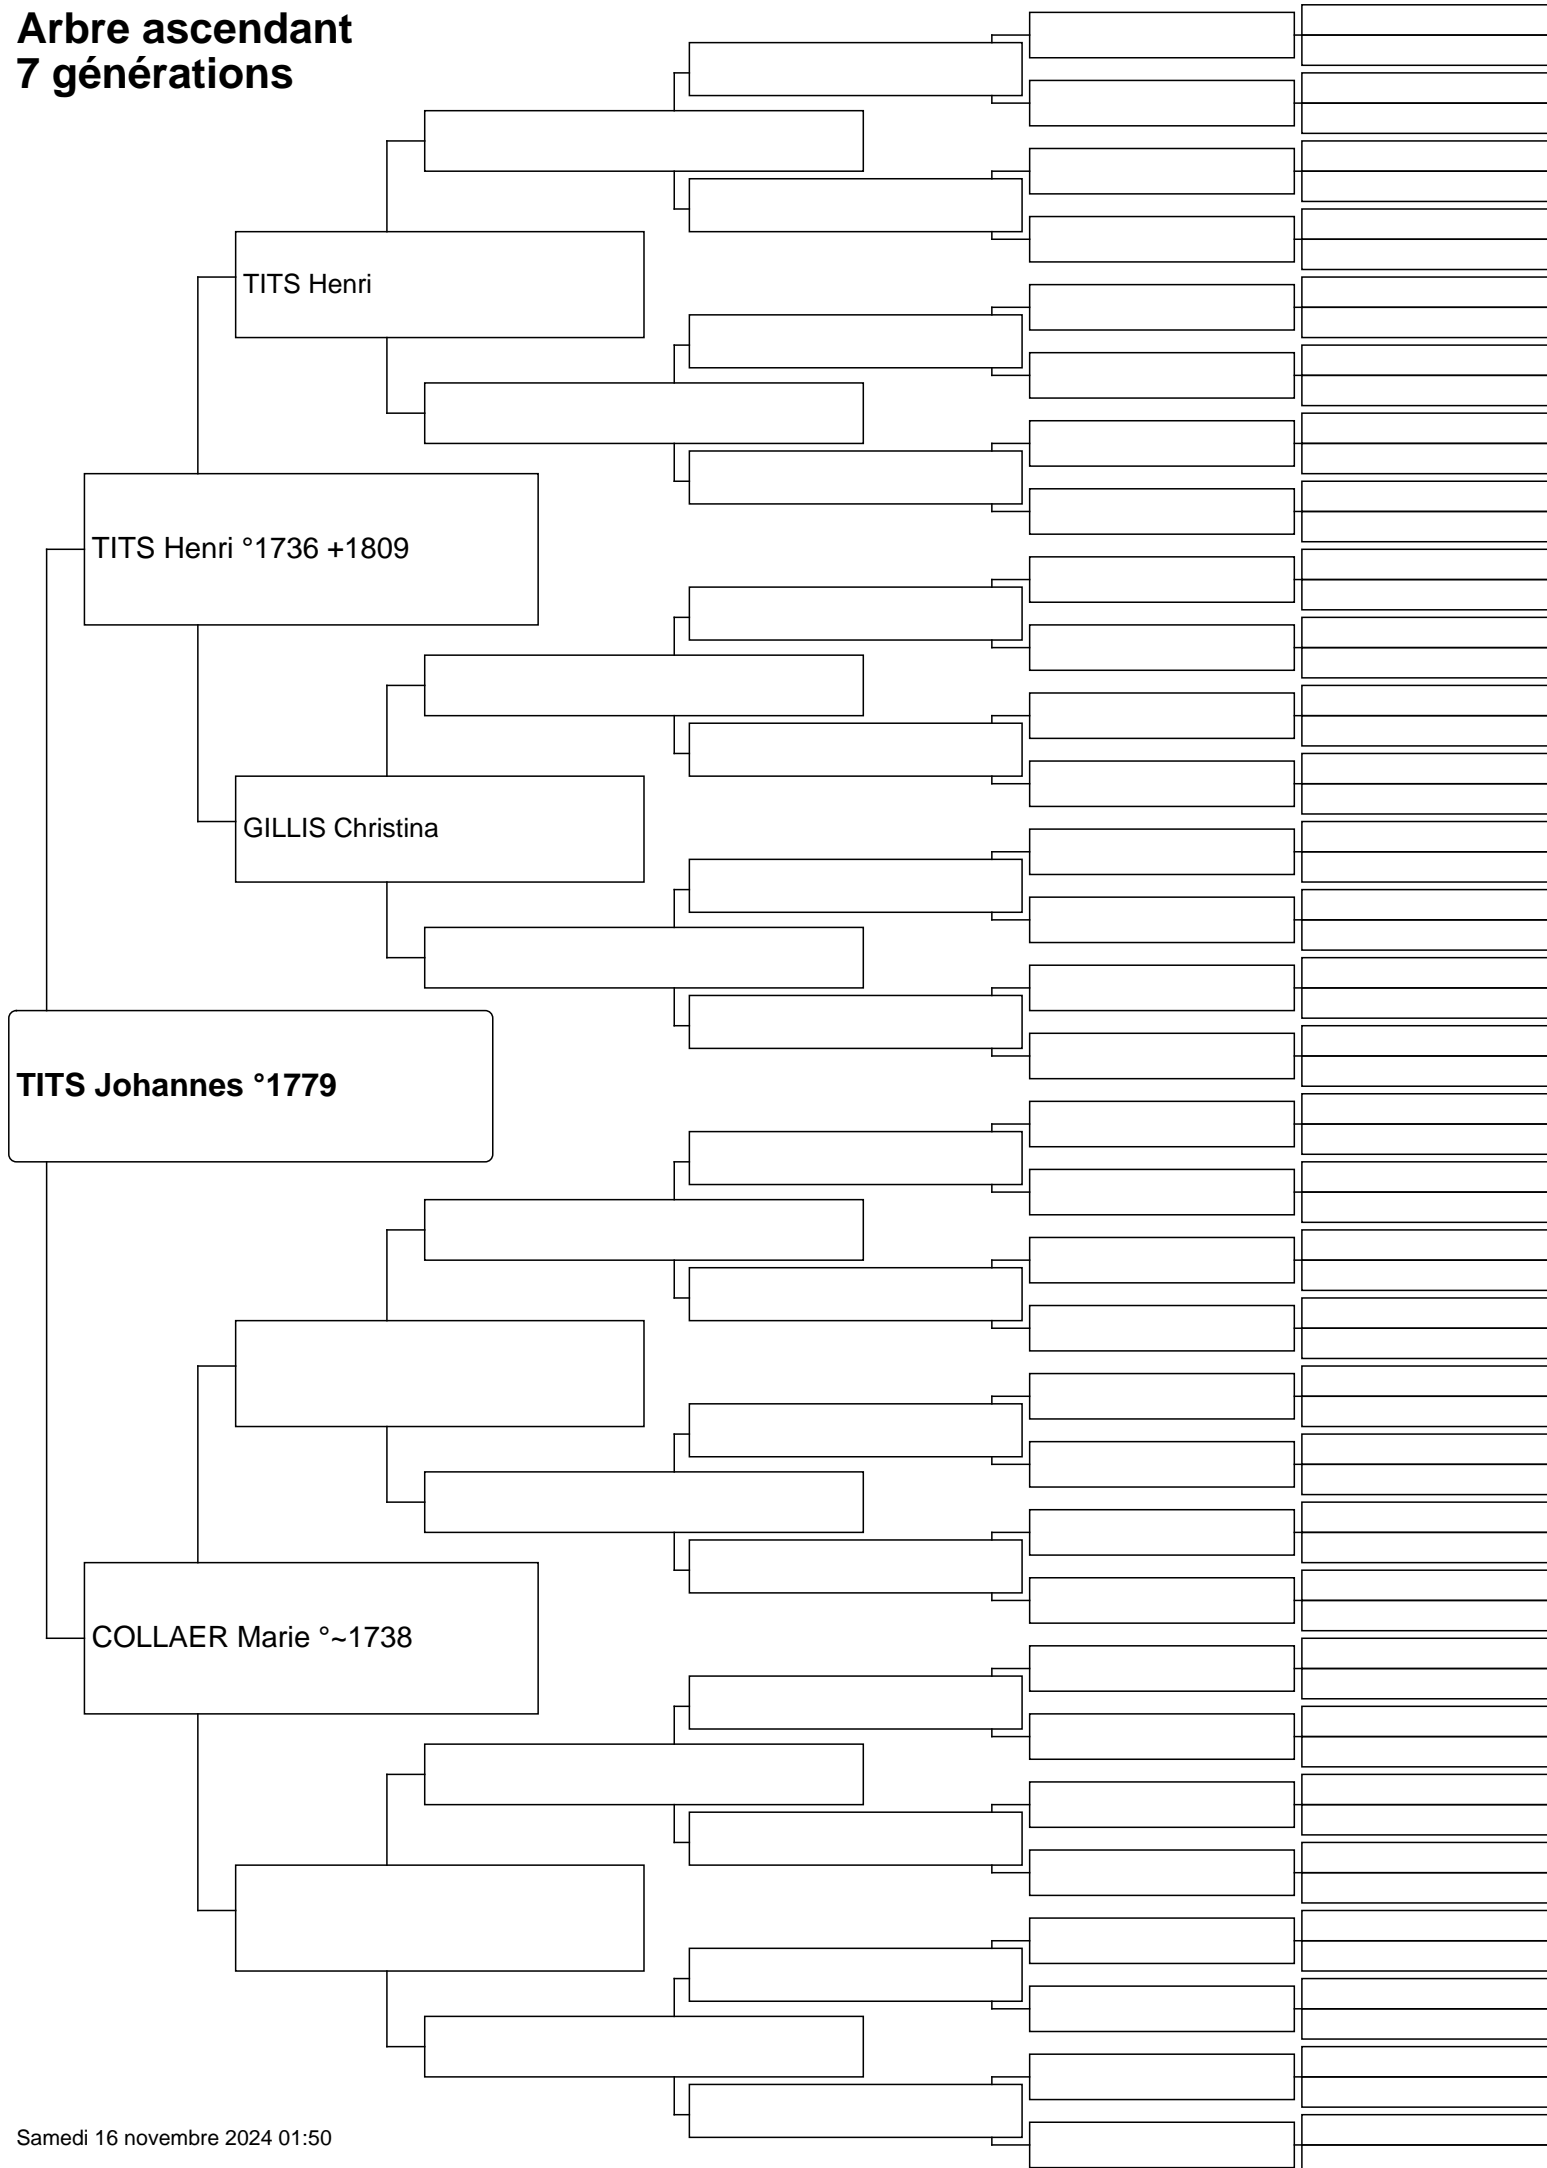 Arbre ascendant
7 générations
TITS Henri
TITS Henri °1736 +1809
GILLIS Christina
TITS Johannes °1779
COLLAER Marie °~1738
Samedi 16 novembre 2024 01:50